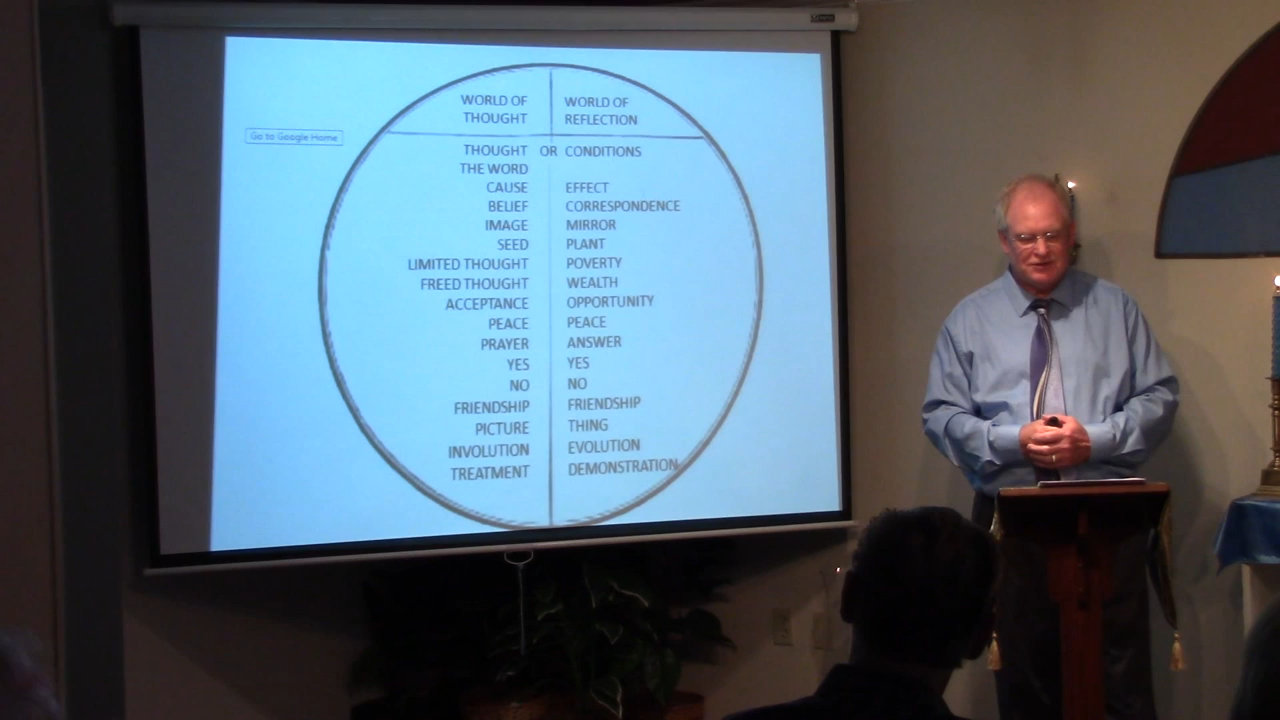 WORLD OF THOUGHT
WORLD OF REFLECTION
Go to Google Home
THOUGHT OR CONDITIONS
THE WORD
CAUSE EFFECT
BELIEF CORRESPONDENCE
IMAGE MIRROR
SEED PLANT
LIMITED THOUGHT POVERTY
FREED THOUGHT WEALTH
ACCEPTANCE OPPORTUNITY
PEACE PEACE
PRAYER ANSWER
YES YES
NO NO
FRIENDSHIP FRIENDSHIP
PICTURE THING
INVOLUTION EVOLUTION
TREATMENT DEMONSTRATION